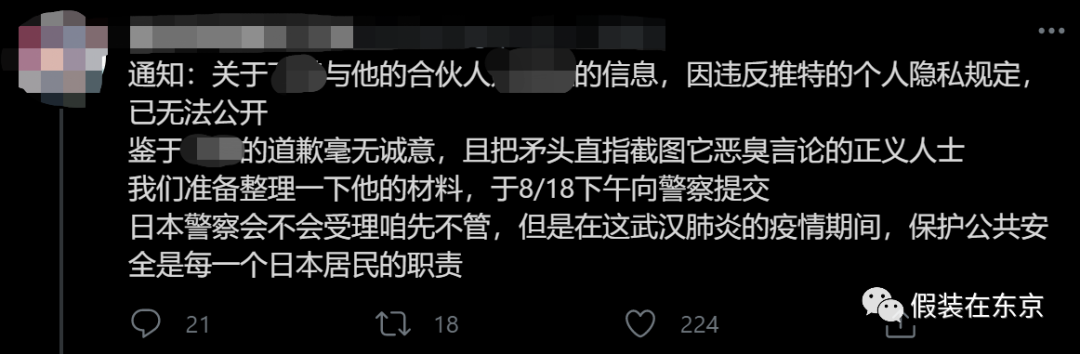 通知：关于与他的合伙人的信息，因违反推特的个人隐私规定，
已无法公开
鉴于的道歉毫无诚意，且把矛头直指截图它恶臭言论的正义人士
我们准备整理一下他的材料，于8/18下午向警察提交
日本警察会不会受理咱先不管，但是在这武汉肺炎的疫情期间，保护公共安
全是每一个日本居民的职责
21 18 224
假装在东京